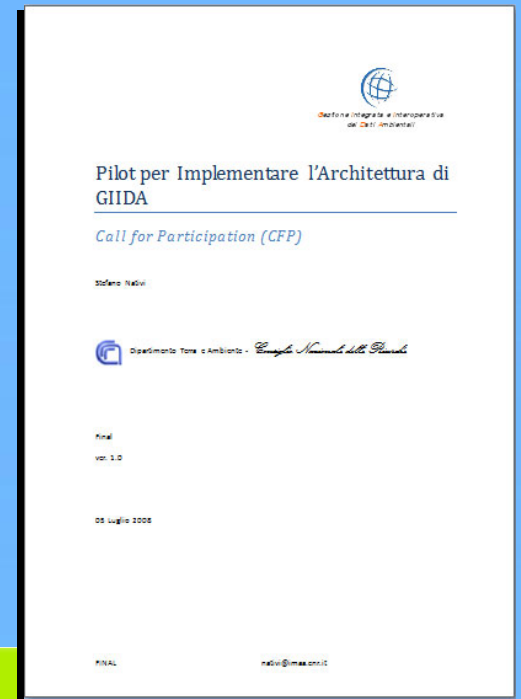 Gestione Integrata e Interoperativa
dei Dati Ambientali
Pilot per Implementare l'Architettura di
GIIDA
Call for Participation (CFP)
Stefano Nativi
Dipartimento Terra e Ambiente - Consiglio Nazionale delle Ricerche
Final
ver. 1.0
05 Luglio 2008
FINAL
nativi@imaa.cnr.it